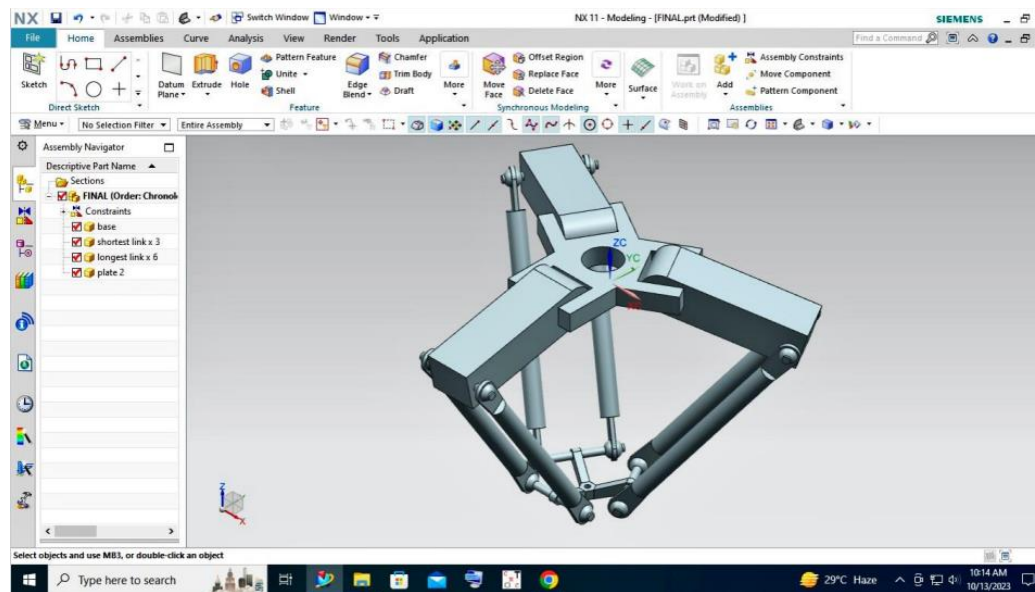 NX Switch Window Window NX 11 - Modeling - [FINAL.prt (Modified) ] SIEMENS
File Home Assemblies Curve Analysis View Render Tools Application Find a Command
Sketch
Direct Sketch
Datum Plane Extrude Hole
Pattern Feature
Unite
Shell
Edge Blend
Chamfer
Trim Body
Draft
More
Feature
Move Face
Offset Region
Replace Face
Delete Face
More
Synchronous Modeling
Surface
Work on Assembly
Add
Assembly Constraints
Move Component
Pattern Component
Assemblies
Menu No Selection Filter Entire Assembly
Assembly Navigator
Descriptive Part Name
Sections
FINAL (Order: Chronol
Constraints
base
shortest link x 3
longest link x 6
plate 2
ZC
YC
Z
X
Select objects and use MB3, or double-click an object
Type here to search
29°C Haze
10:14 AM
10/13/2023